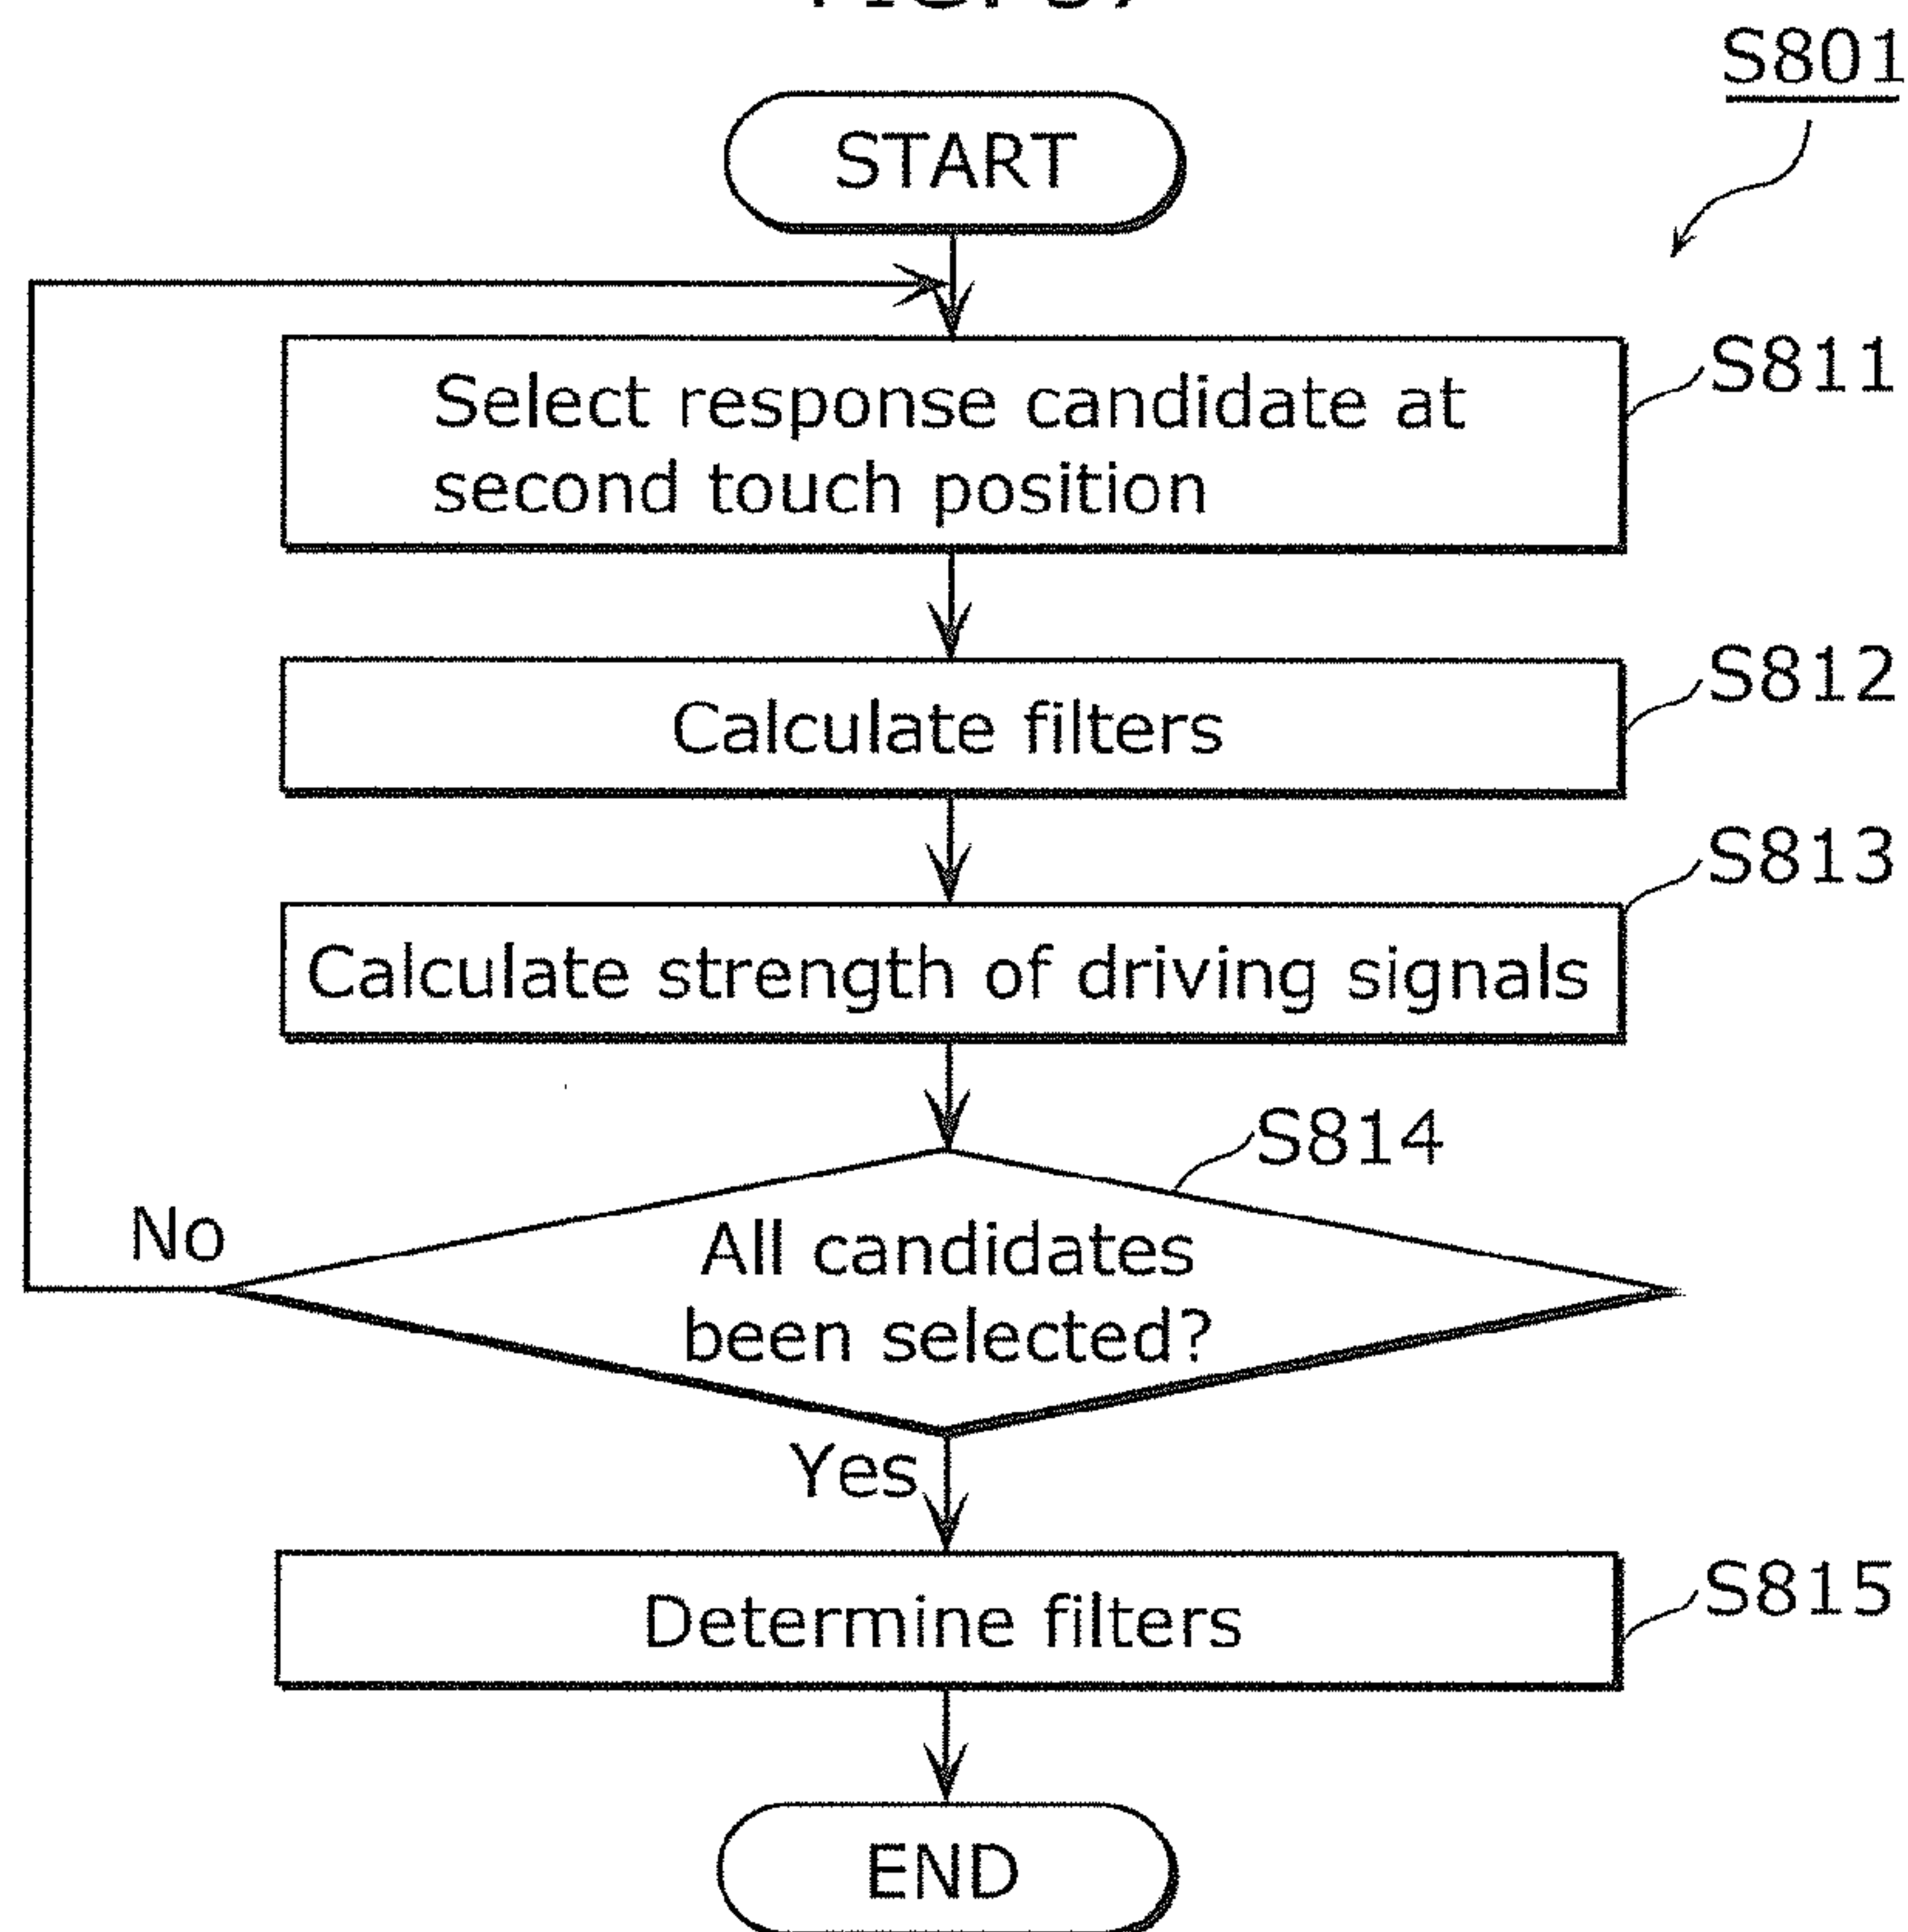 S801
START
Select response candidate at
second touch position
S811
Calculate filters
S812
Calculate strength of driving signals
S813
S814
All candidates
been selected?
No
Yes
Determine filters
S815
END